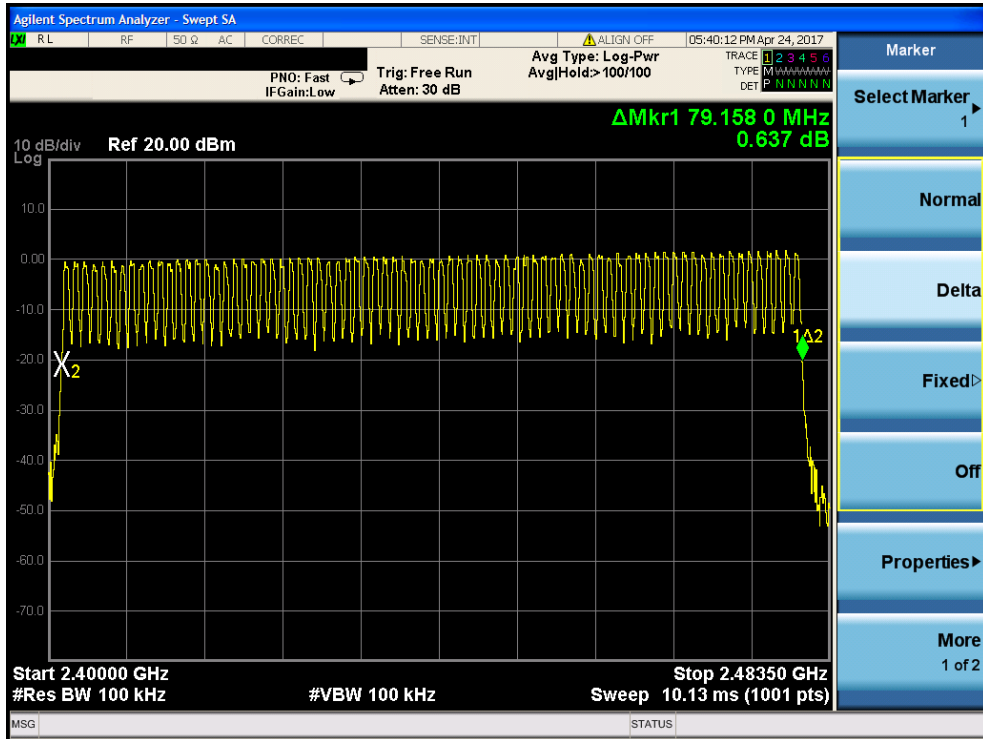 Agilent Spectrum Analyzer - Swept SA
LXI RL RF 50 Ω AC CORREC SENSE:INT ALIGN OFF 05:40:12 PM Apr 24, 2017
PNO: Fast
IFGain:Low
Trig: Free Run
Atten: 30 dB
Avg Type: Log-Pwr
Avg|Hold:>100/100
TRACE 1 2 3 4 5 6
TYPE M WWWWW
DET P N N N N N
ΔMkr1 79.158 0 MHz
0.637 dB
10 dB/div Ref 20.00 dBm
Log
10.0
0.00
-10.0
-20.0
-30.0
-40.0
-50.0
-60.0
-70.0
X2
1Δ2
Start 2.40000 GHz Stop 2.48350 GHz
#Res BW 100 kHz #VBW 100 kHz Sweep 10.13 ms (1001 pts)
MSG STATUS
Marker
Select Marker
1
Normal
Delta
Fixed
Off
Properties
More
1 of 2